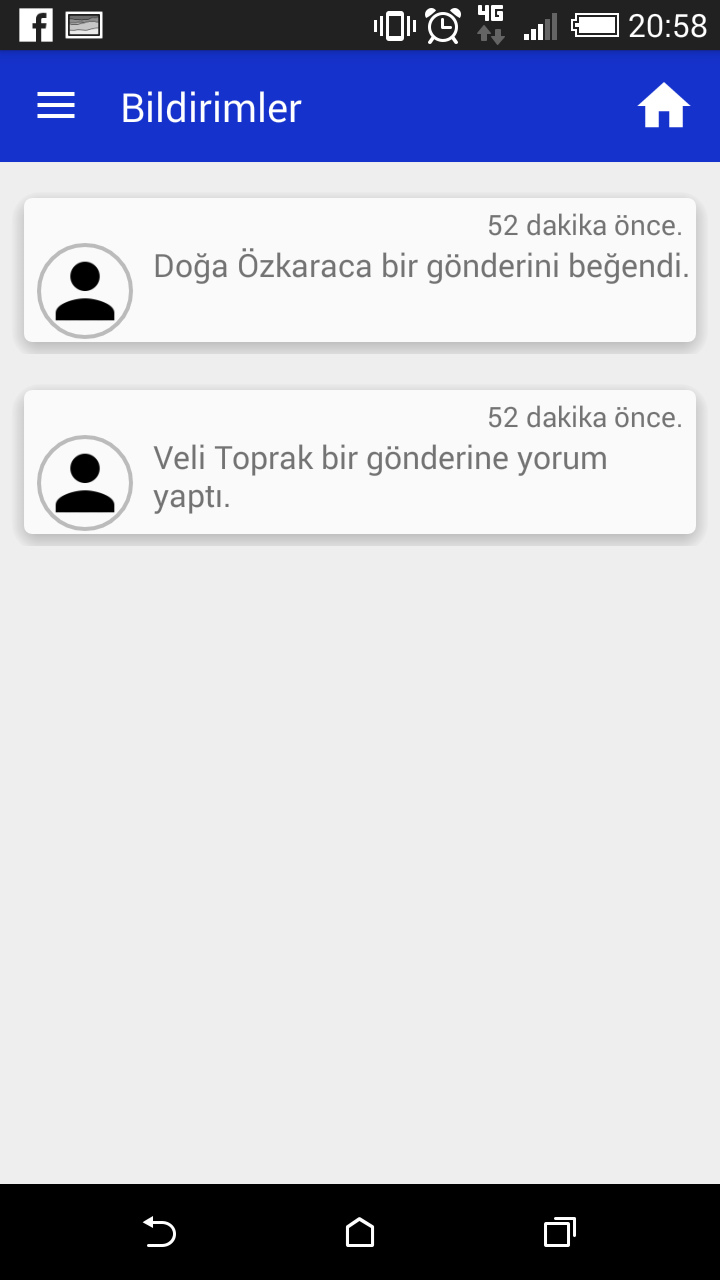 4G 20:58
Bildirimler
52 dakika önce.
Doğa Özkaraca bir gönderini beğendi.
52 dakika önce.
Veli Toprak bir gönderine yorum
yaptı.